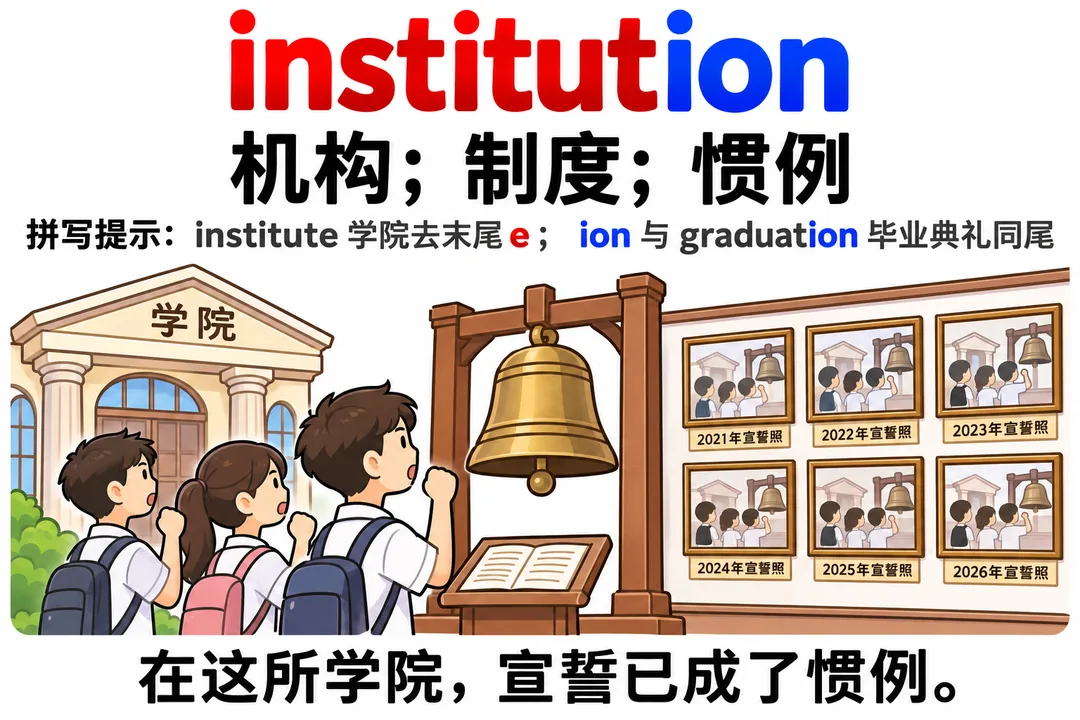 institution
机构；制度；惯例
拼写提示：institute 学院去末尾 e； ion 与 graduation 毕业典礼同尾
学院
2021年宣誓照
2022年宣誓照
2023年宣誓照
2024年宣誓照
2025年宣誓照
2026年宣誓照
在这所学院，宣誓已成了惯例。